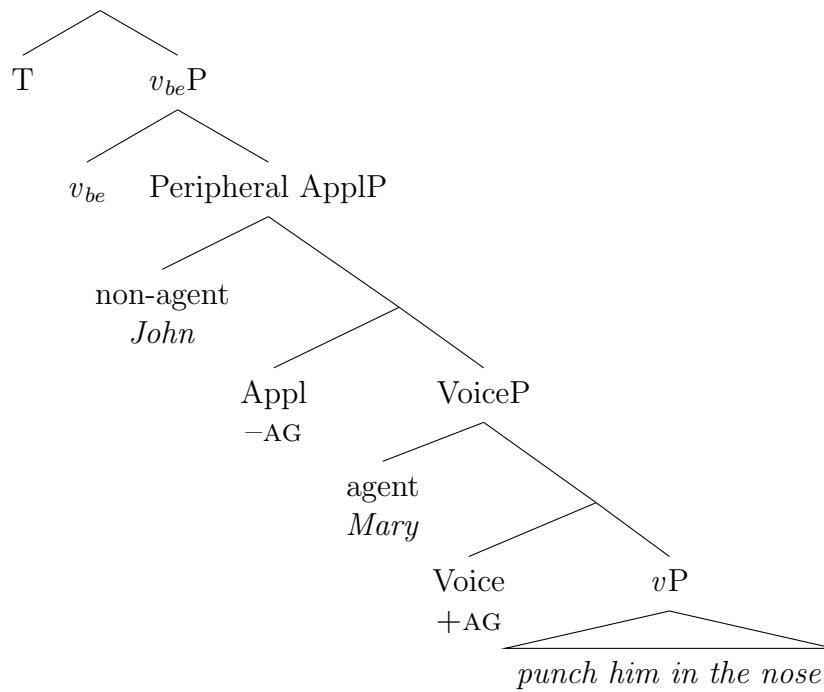 T v_be P
v_be Peripheral ApplP
non-agent
John
Appl VoiceP
–AG
agent
Mary
Voice vP
+AG
punch him in the nose